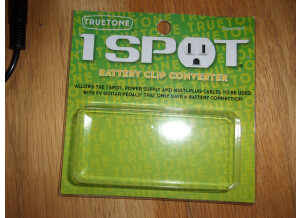 TRUETONE
1 SPOT
BATTERY CLIP CONVERTER
ALLOWS THE 1 SPOT, POWER SUPPLY AND MULTI-PLUG CABLES TO BE USED
WITH 9V GUITAR PEDALS THAT ONLY HAVE A BATTERY CONNECTION